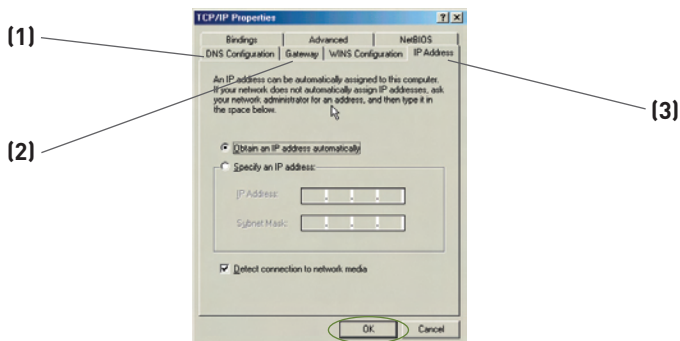 TCP/IP Properties
? ×
(1)
Bindings Advanced NetBIOS
DNS Configuration Gateway WINS Configuration IP Address
An IP address can be automatically assigned to this computer.
If your network does not automatically assign IP addresses, ask
your network administrator for an address, and then type it in
the space below.
(2)
(3)
Obtain an IP address automatically
Specify an IP address:
IP Address:
Subnet Mask:
Detect connection to network media
OK Cancel